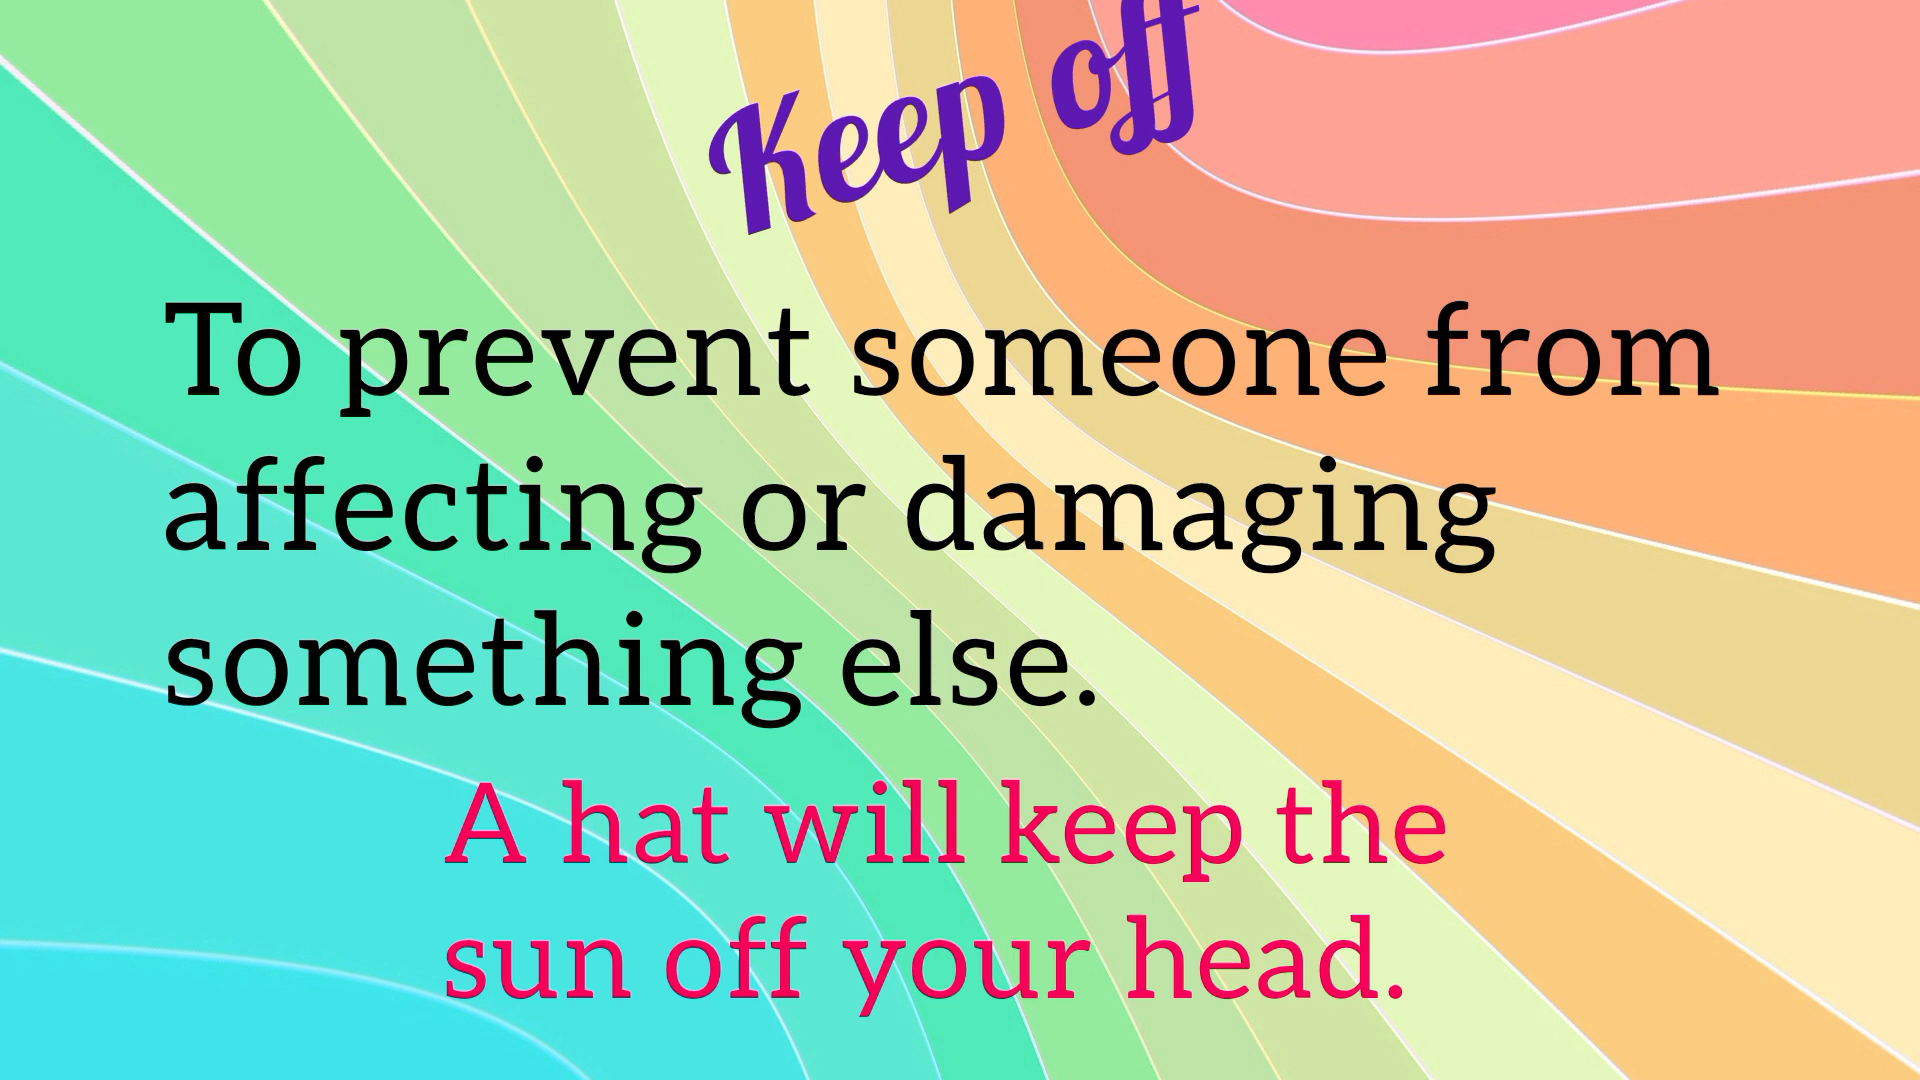 Keep off
To prevent someone from
affecting or damaging
something else.
A hat will keep the
sun off your head.